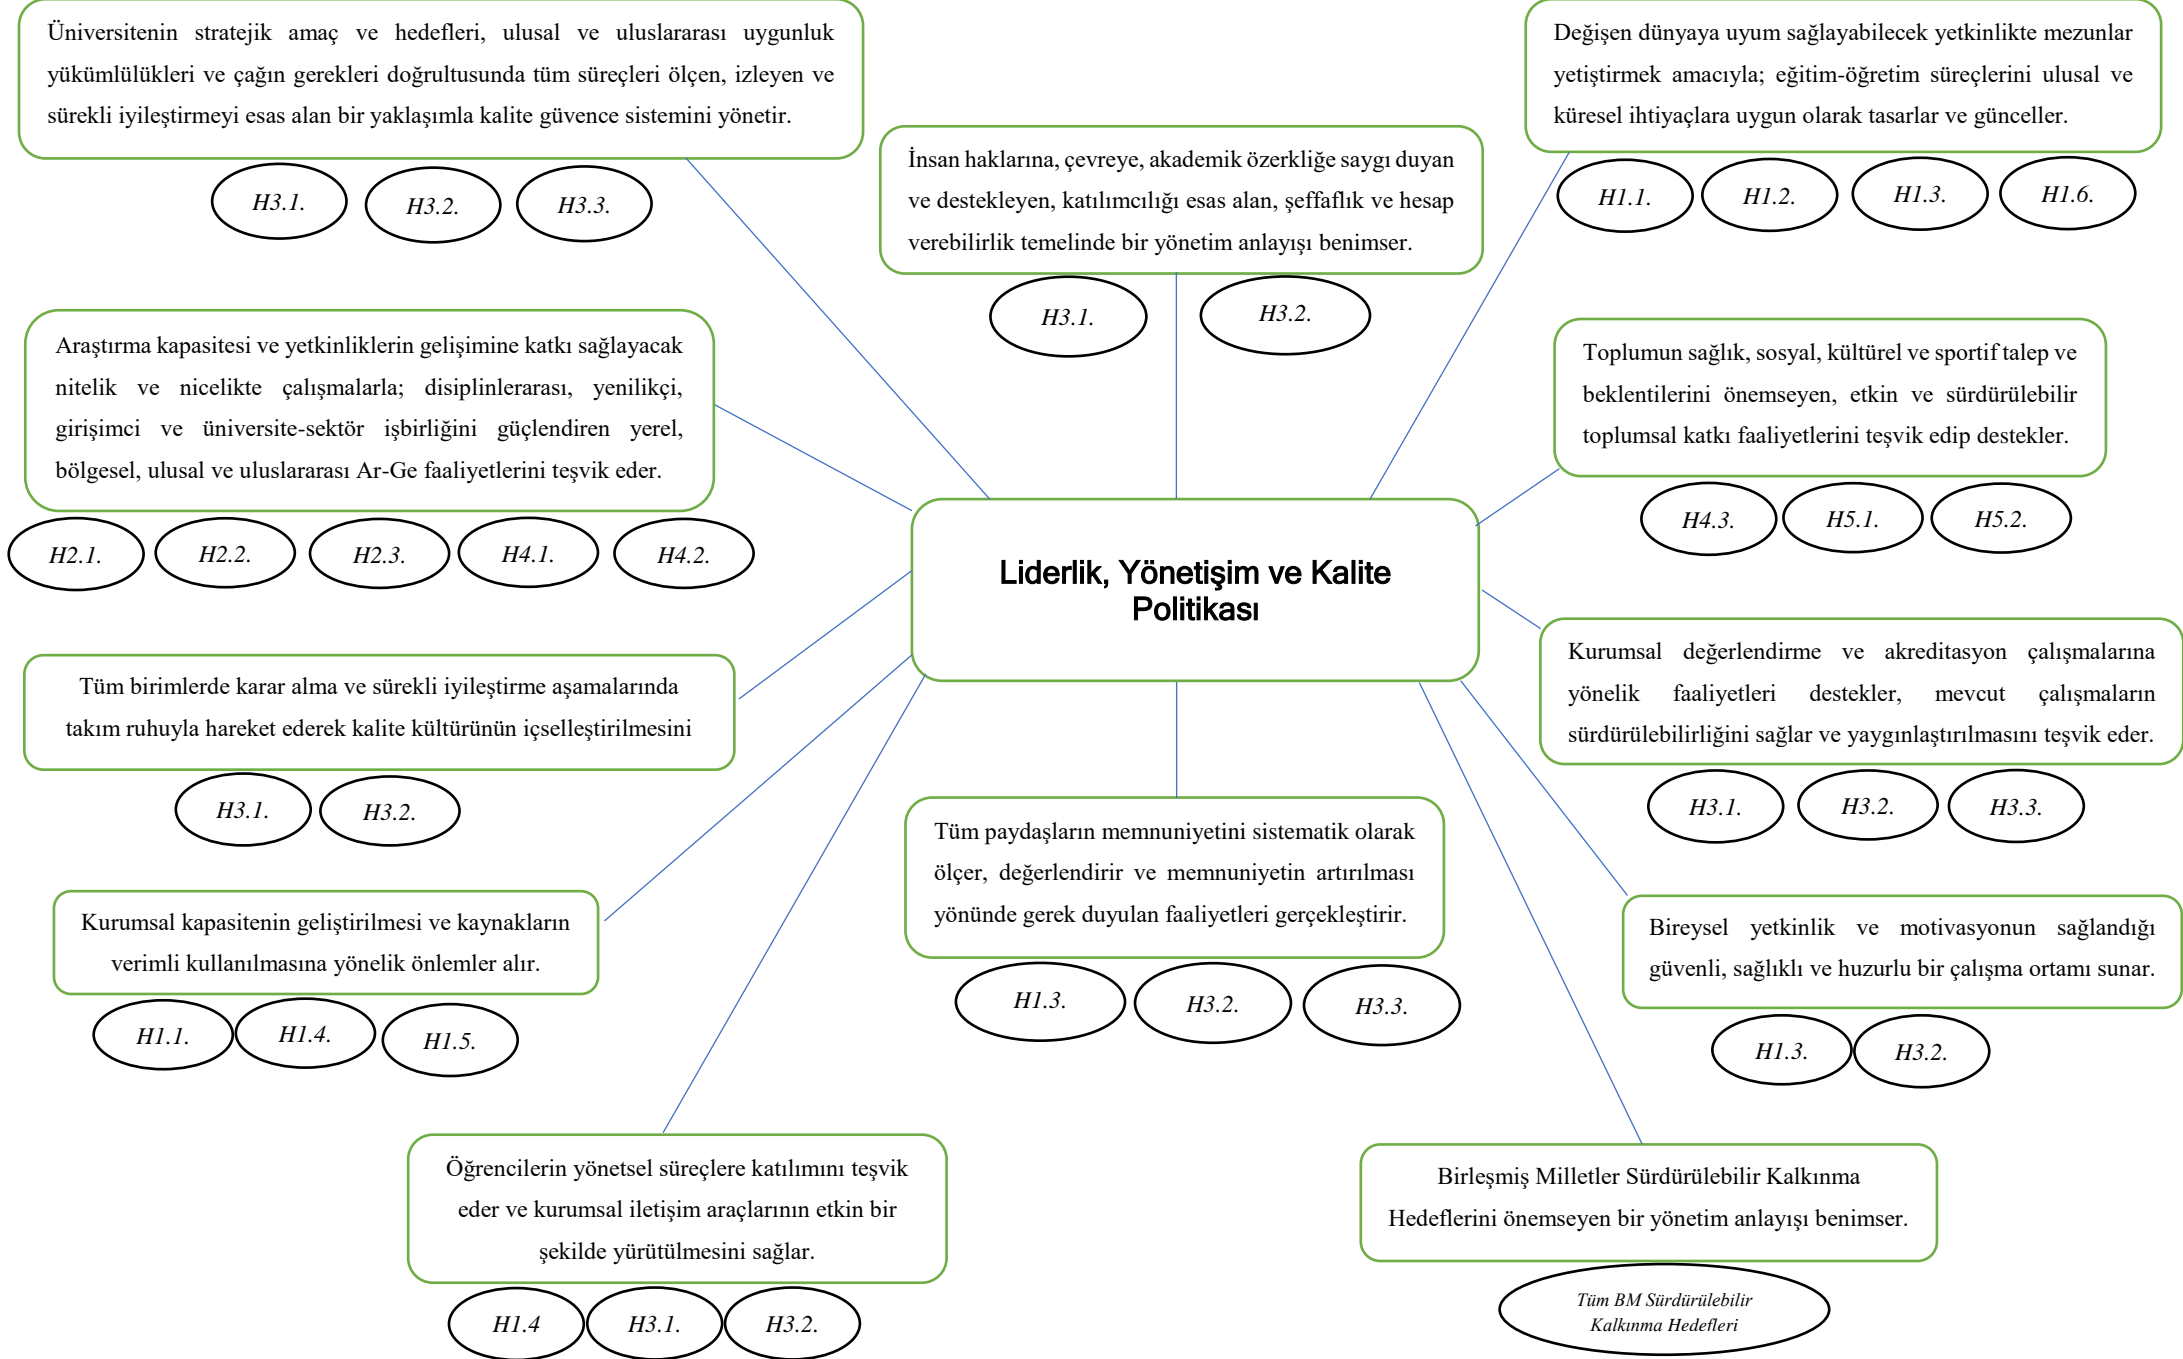 Üniversitenin stratejik amaç ve hedefleri, ulusal ve uluslararası uygunluk
yükümlülükleri ve çağın gerekleri doğrultusunda tüm süreçleri ölçen, izleyen ve
sürekli iyileştirmeyi esas alan bir yaklaşımla kalite güvence sistemini yönetir.
H3.1.
H3.2.
H3.3.
İnsan haklarına, çevreye, akademik özerkliğe saygı duyan
ve destekleyen, katılımcılığı esas alan, şeffaflık ve hesap
verebilirlik temelinde bir yönetim anlayışı benimser.
H3.1.
H3.2.
Değişen dünyaya uyum sağlayabilecek yetkinlikte mezunlar
yetiştirmek amacıyla; eğitim-öğretim süreçlerini ulusal ve
küresel ihtiyaçlara uygun olarak tasarlar ve günceller.
H1.1.
H1.2.
H1.3.
H1.6.
Araştırma kapasitesi ve yetkinliklerin gelişimine katkı sağlayacak
nitelik ve nicelikte çalışmalarla; disiplinlerarası, yenilikçi,
girişimci ve üniversite-sektör işbirliğini güçlendiren yerel,
bölgesel, ulusal ve uluslararası Ar-Ge faaliyetlerini teşvik eder.
H2.1.
H2.2.
H2.3.
H4.1.
H4.2.
Toplumun sağlık, sosyal, kültürel ve sportif talep ve
beklentilerini önemseyen, etkin ve sürdürülebilir
toplumsal katkı faaliyetlerini teşvik edip destekler.
H4.3.
H5.1.
H5.2.
Liderlik, Yönetişim ve Kalite
Politikası
Tüm birimlerde karar alma ve sürekli iyileştirme aşamalarında
takım ruhuyla hareket ederek kalite kültürünün içselleştirilmesini
H3.1.
H3.2.
Kurumsal değerlendirme ve akreditasyon çalışmalarına
yönelik faaliyetleri destekler, mevcut çalışmaların
sürdürülebilirliğini sağlar ve yaygınlaştırılmasını teşvik eder.
H3.1.
H3.2.
H3.3.
Kurumsal kapasitenin geliştirilmesi ve kaynakların
verimli kullanılmasına yönelik önlemler alır.
H1.1.
H1.4.
H1.5.
Tüm paydaşların memnuniyetini sistematik olarak
ölçer, değerlendirir ve memnuniyetin artırılması
yönünde gerek duyulan faaliyetleri gerçekleştirir.
H1.3.
H3.2.
H3.3.
Bireysel yetkinlik ve motivasyonun sağlandığı
güvenli, sağlıklı ve huzurlu bir çalışma ortamı sunar.
H1.3.
H3.2.
Öğrencilerin yönetsel süreçlere katılımını teşvik
eder ve kurumsal iletişim araçlarının etkin bir
şekilde yürütülmesini sağlar.
H1.4
H3.1.
H3.2.
Birleşmiş Milletler Sürdürülebilir Kalkınma
Hedeflerini önemseyen bir yönetim anlayışı benimser.
Tüm BM Sürdürülebilir
Kalkınma Hedefleri